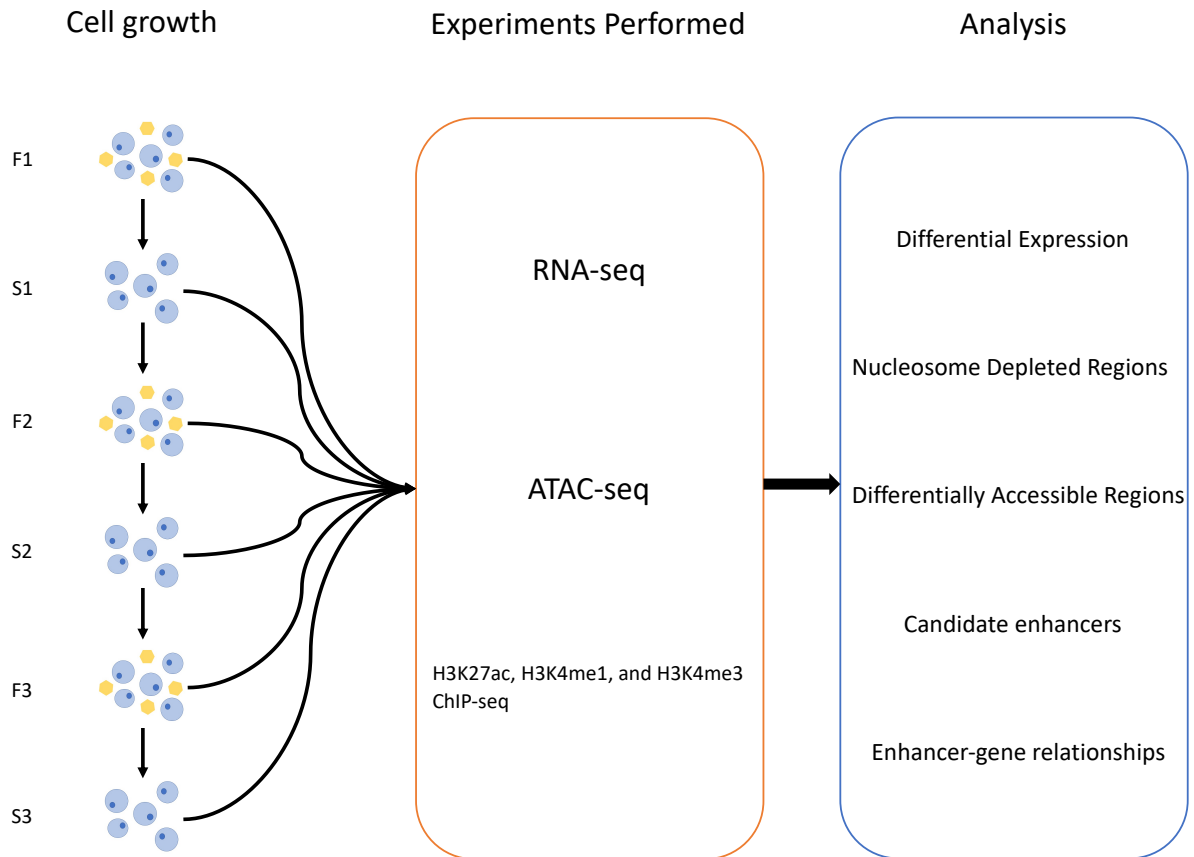 Cell growth
Experiments Performed
Analysis
F1
S1
F2
S2
F3
S3
RNA-seq
ATAC-seq
H3K27ac, H3K4me1, and H3K4me3
ChIP-seq
Differential Expression
Nucleosome Depleted Regions
Differentially Accessible Regions
Candidate enhancers
Enhancer-gene relationships